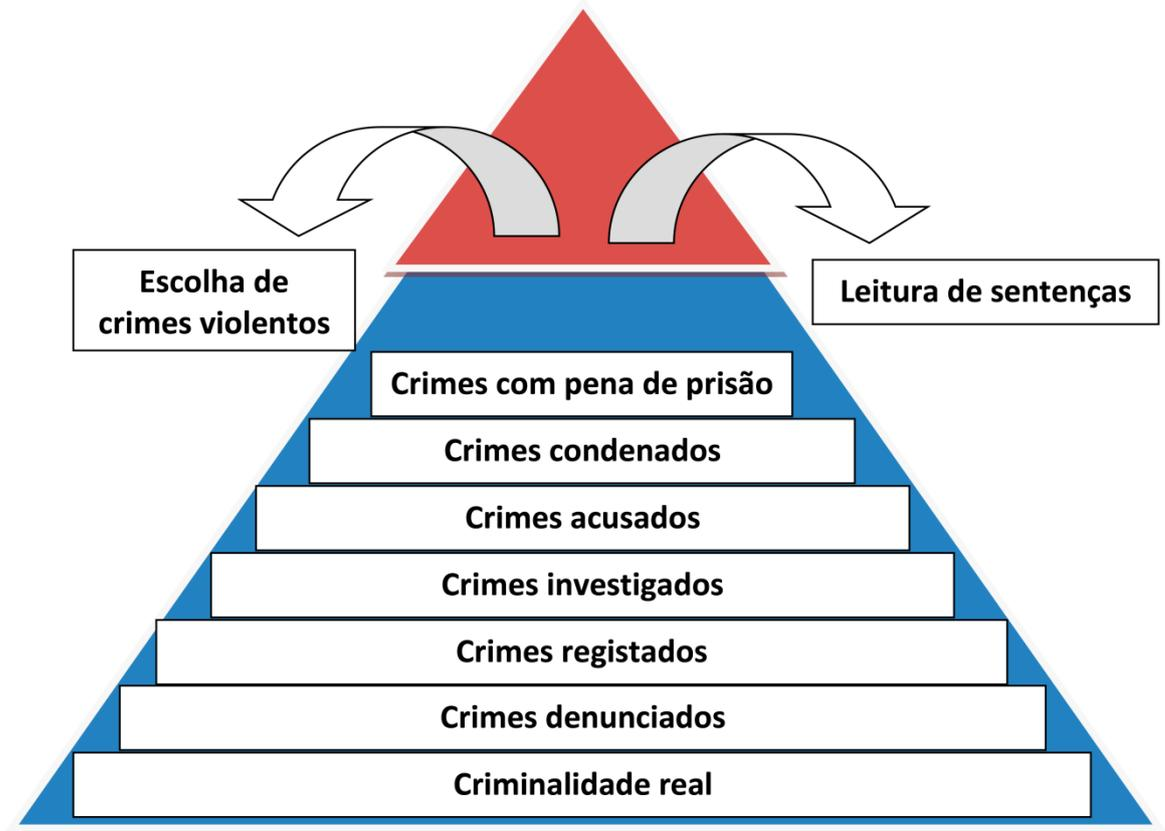 Escolha de
crimes violentos
Leitura de sentenças
Crimes com pena de prisão
Crimes condenados
Crimes acusados
Crimes investigados
Crimes registados
Crimes denunciados
Criminalidade real